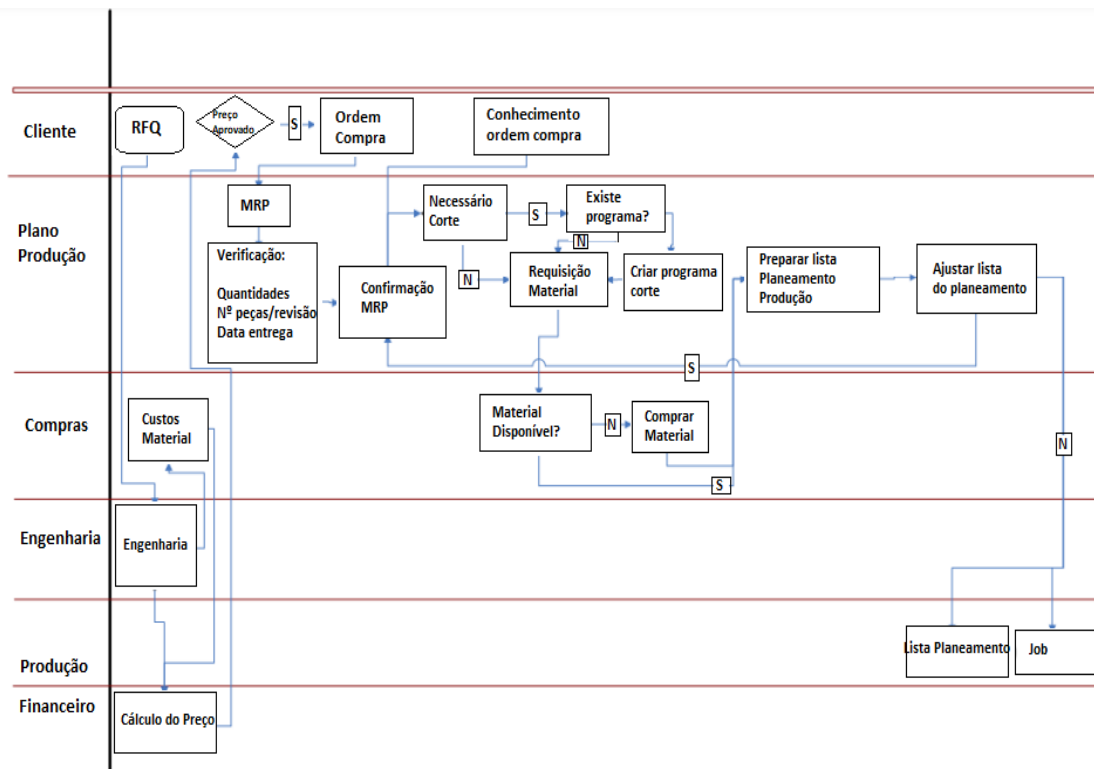 Cliente
RFQ
Preço
Aprovado
S
Ordem
Compra
Conhecimento
ordem compra
Plano
Produção
MRP
Verificação:
Quantidades
Nº peças/revisão
Data entrega
Confirmação
MRP
Necessário
Corte
S
Existe
programa?
N
N
Requisição
Material
Criar programa
corte
Preparar lista
Planeamento
Produção
Ajustar lista
do planeamento
S
Compras
Custos
Material
Material
Disponível?
N
Comprar
Material
S
N
Engenharia
Engenharia
Produção
Lista Planeamento
Job
Financeiro
Cálculo do Preço